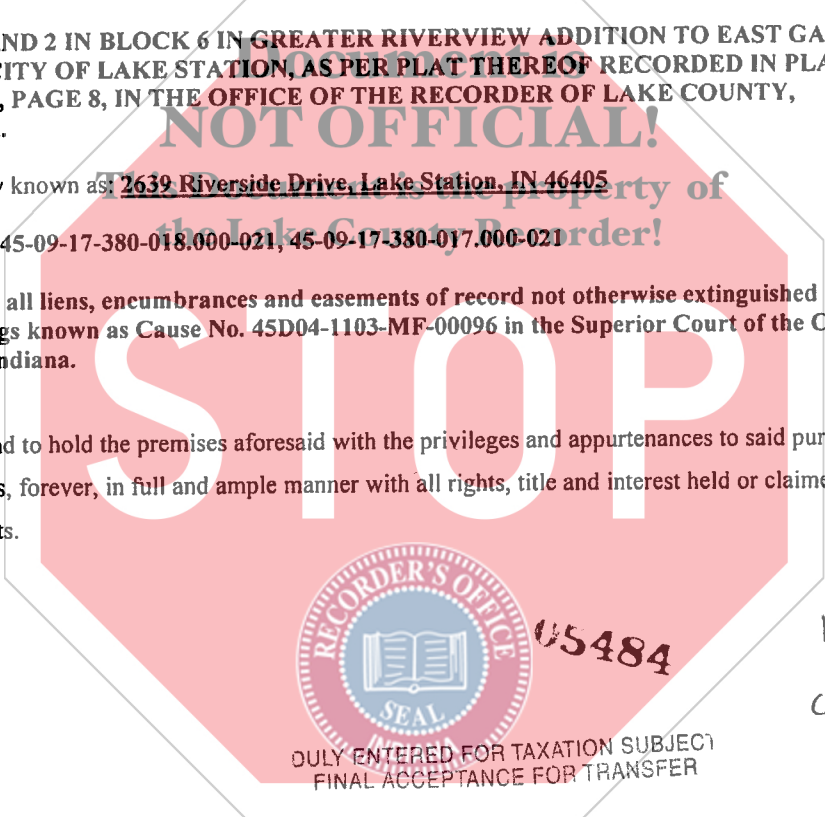 Document is
ND 2 IN BLOCK 6 IN GREATER RIVERVIEW ADDITION TO EAST GA
CITY OF LAKE STATION, AS PER PLAT THEREOF RECORDED IN PLA
, PAGE 8, IN THE OFFICE OF THE RECORDER OF LAKE COUNTY,
.
NOT OFFICIAL!
y known as: 2639 Riverside Drive, Lake Station, IN 46405
This Document is the property of
the Lake County Recorder!
45-09-17-380-018.000-021, 45-09-17-380-017.000-021
all liens, encumbrances and easements of record not otherwise extinguished
gs known as Cause No. 45D04-1103-MF-00096 in the Superior Court of the C
ndiana.
STOP
d to hold the premises aforesaid with the privileges and appurtenances to said pur
s, forever, in full and ample manner with all rights, title and interest held or claime
ts.
RECORDER'S OFFICE
SEAL
INDIANA
05484
DULY ENTERED FOR TAXATION SUBJECT
FINAL ACCEPTANCE FOR TRANSFER